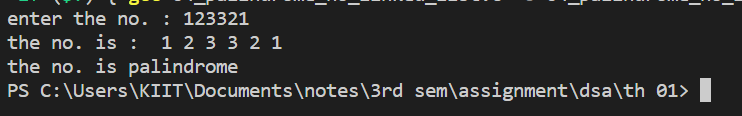 enter the no. : 123321
the no. is :  1 2 3 3 2 1
the no. is palindrome
PS C:\Users\KIIT\Documents\notes\3rd sem\assignment\dsa\th 01>